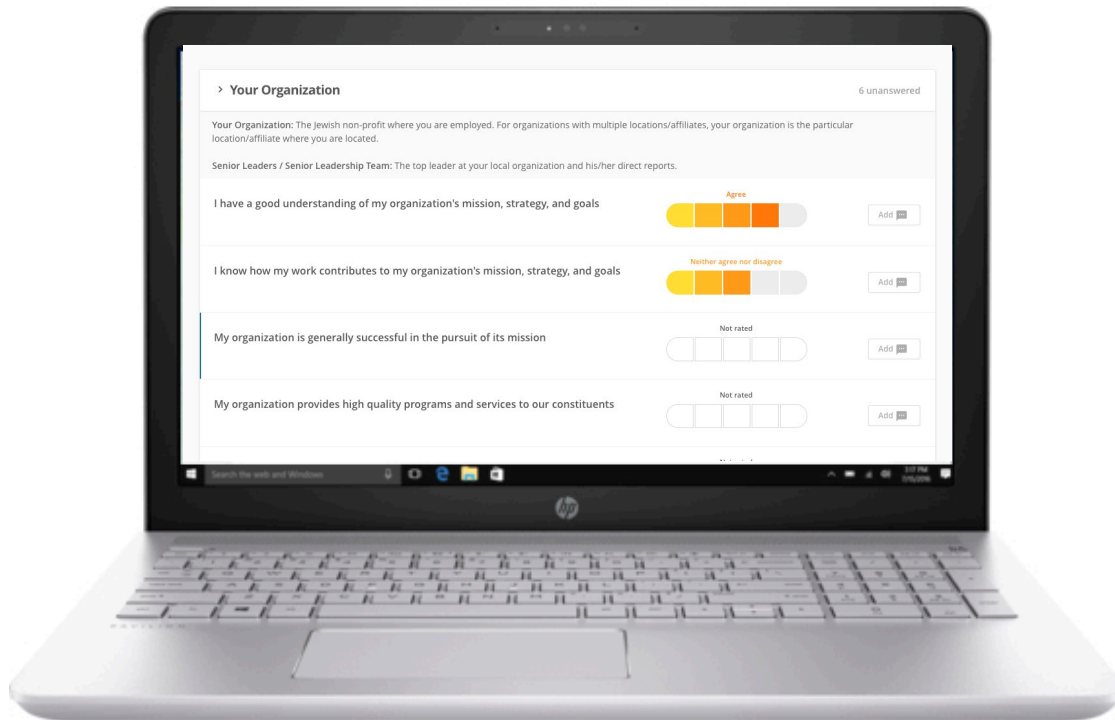 > Your Organization
6 unanswered
Your Organization: The Jewish non-profit where you are employed. For organizations with multiple locations/affiliates, your organization is the particular
location/affiliate where you are located.
Senior Leaders / Senior Leadership Team: The top leader at your local organization and his/her direct reports.
I have a good understanding of my organization's mission, strategy, and goals
Agree
Add
I know how my work contributes to my organization's mission, strategy, and goals
Neither agree nor disagree
Add
My organization is generally successful in the pursuit of its mission
Not rated
Add
My organization provides high quality programs and services to our constituents
Not rated
Add
Search the web and Windows
3:17 PM
hp
PAVILION